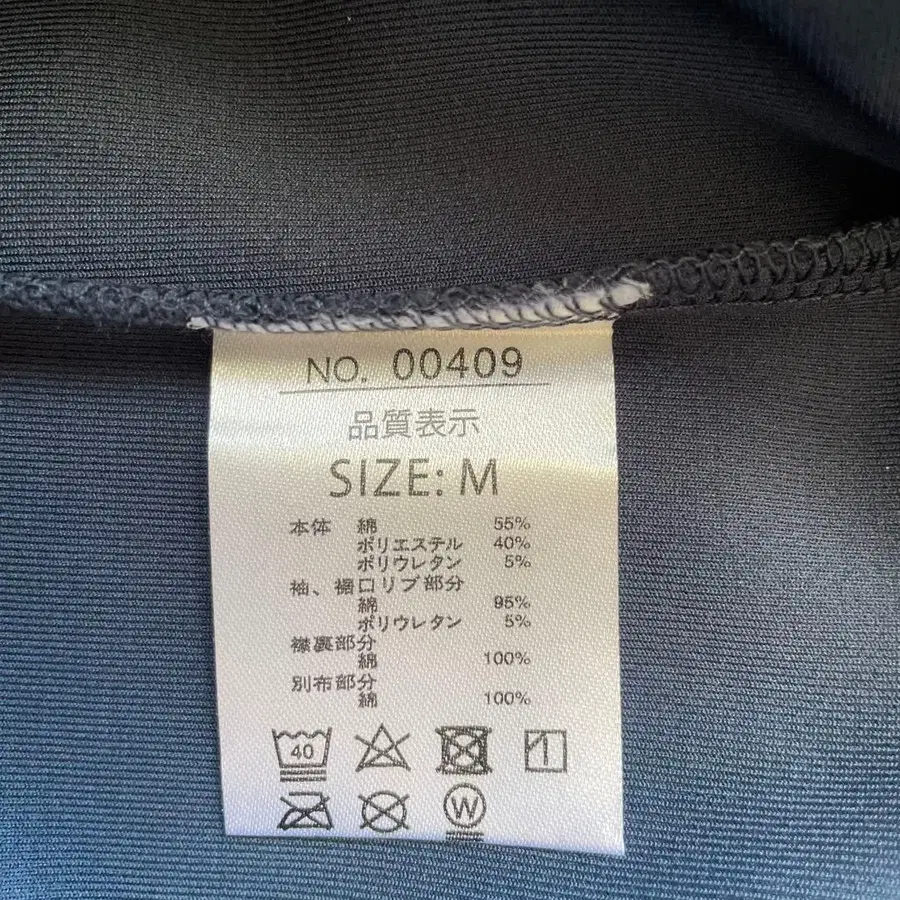 NO. 00409
品質表示
SIZE: M
本体 綿 55%
ポリエステル 40%
ポリウレタン 5%
袖、裾口リブ部分
綿 95%
ポリウレタン 5%
襟裏部分
綿 100%
別布部分
綿 100%
40
W